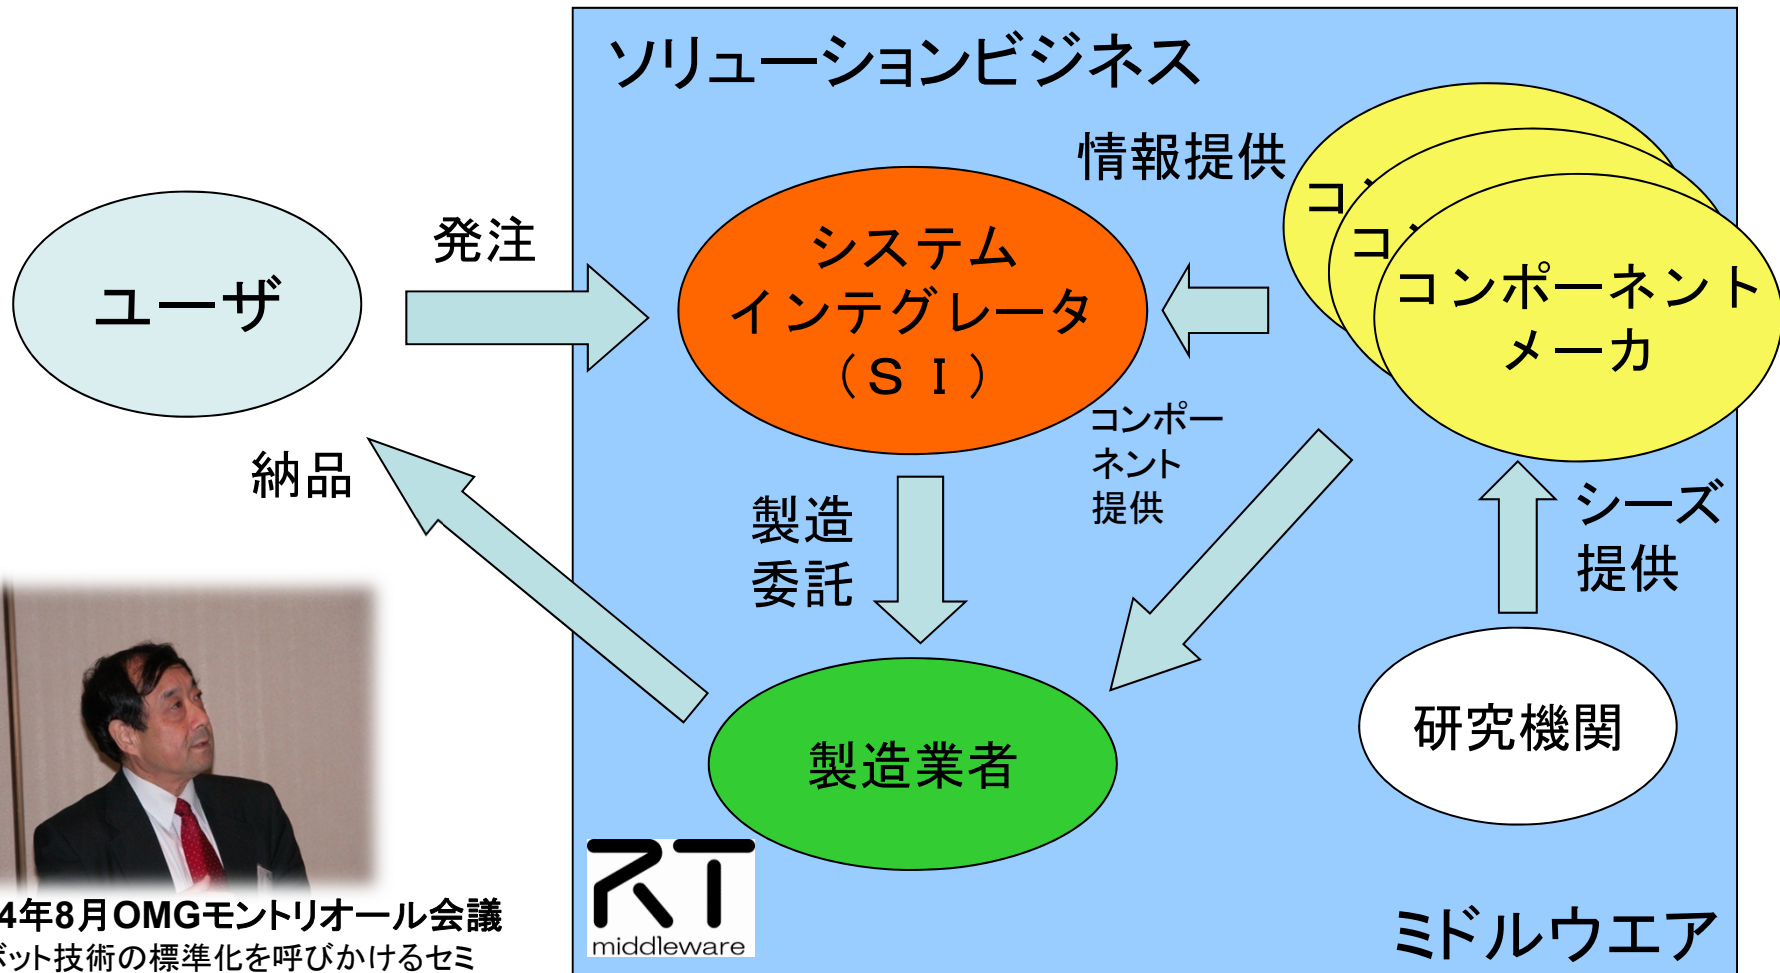 ソリューションビジネス
情報提供
コン
コン
コンポーネント
メーカ
発注
ユーザ
システム
インテグレータ
（ＳＩ）
コンポー
ネント
提供
納品
製造
委託
シーズ
提供
研究機関
製造業者
RT
middleware
ミドルウエア
4年8月OMGモントリオール会議
ボット技術の標準化を呼びかけるセミ